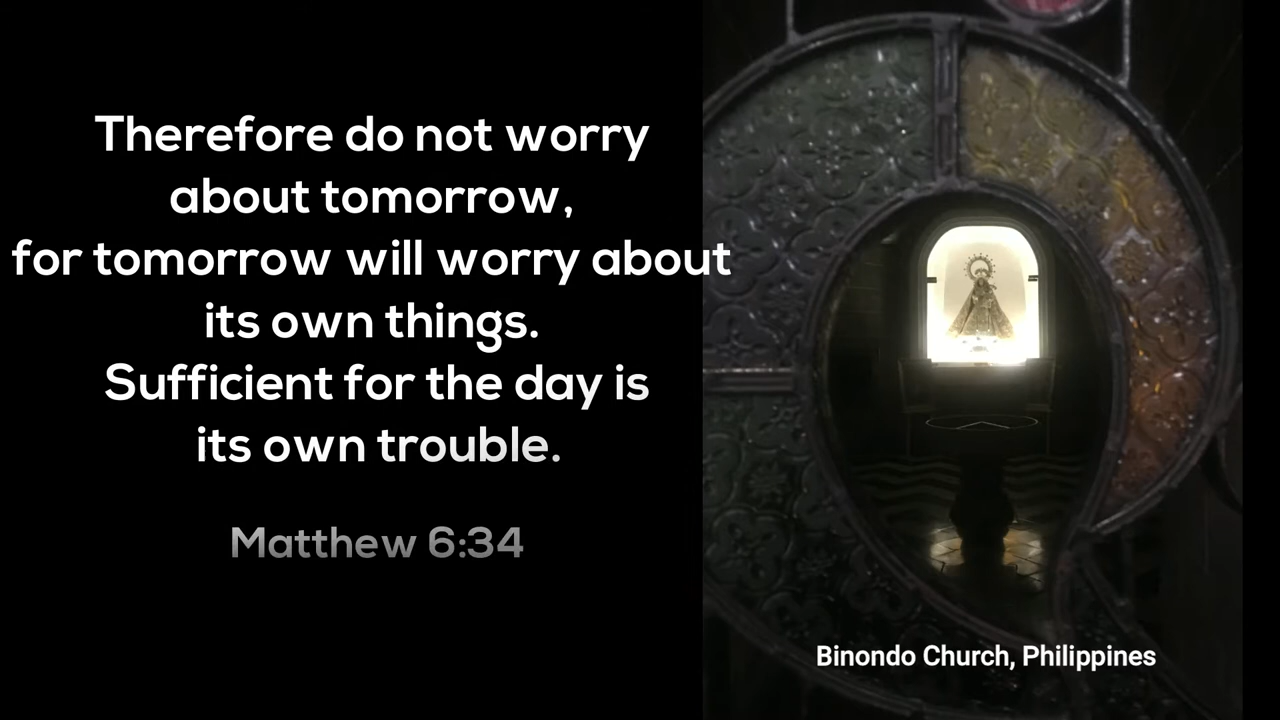 Therefore do not worry
about tomorrow,
for tomorrow will worry about
its own things.
Sufficient for the day is
its own trouble.
Matthew 6:34
Binondo Church, Philippines